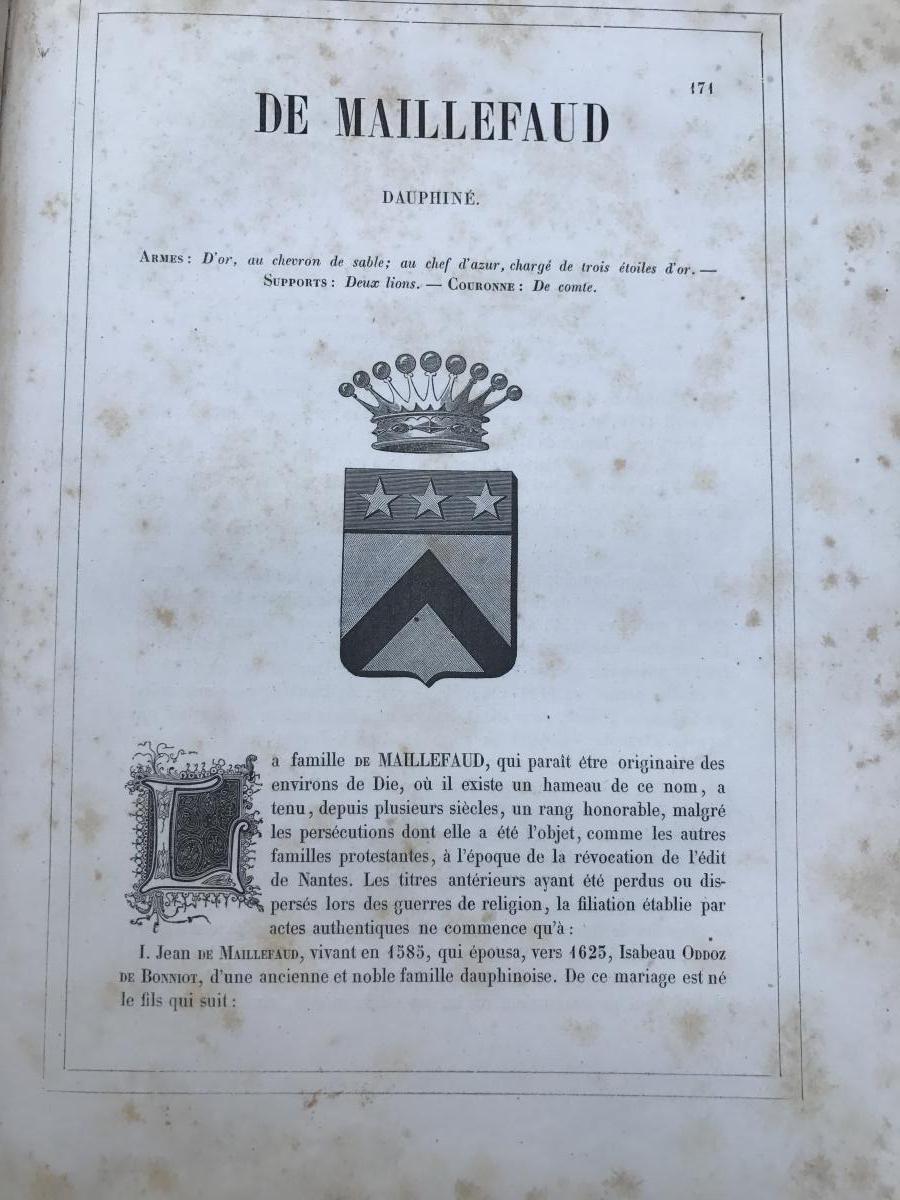 171
DE MAILLEFAUD
DAUPHINÉ.
ARMES : D'or, au chevron de sable; au chef d'azur, chargé de trois étoiles d'or. —
SUPPORTS : Deux lions. — COURONNE : De comte.
La famille DE MAILLEFAUD, qui paraît être originaire des
environs de Die, où il existe un hameau de ce nom, a
tenu, depuis plusieurs siècles, un rang honorable, malgré
les persécutions dont elle a été l'objet, comme les autres
familles protestantes, à l'époque de la révocation de l'édit
de Nantes. Les titres antérieurs ayant été perdus ou dis-
persés lors des guerres de religion, la filiation établie par
actes authentiques ne commence qu'à :
I. Jean DE MAILLEFAUD, vivant en 1585, qui épousa, vers 1625, Isabeau ODDOZ
DE BONNIOT, d'une ancienne et noble famille dauphinoise. De ce mariage est né
le fils qui suit :